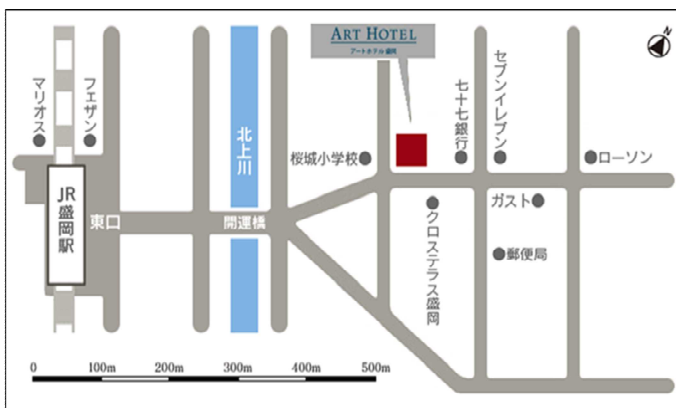 ART HOTEL
アートホテル盛岡
N
マリオス
フェザン
北上川
桜城小学校
七十七銀行
セブンイレブン
ローソン
JR盛岡駅
東口
開運橋
クロステラス盛岡
ガスト
郵便局
0 100m 200m 300m 400m 500m